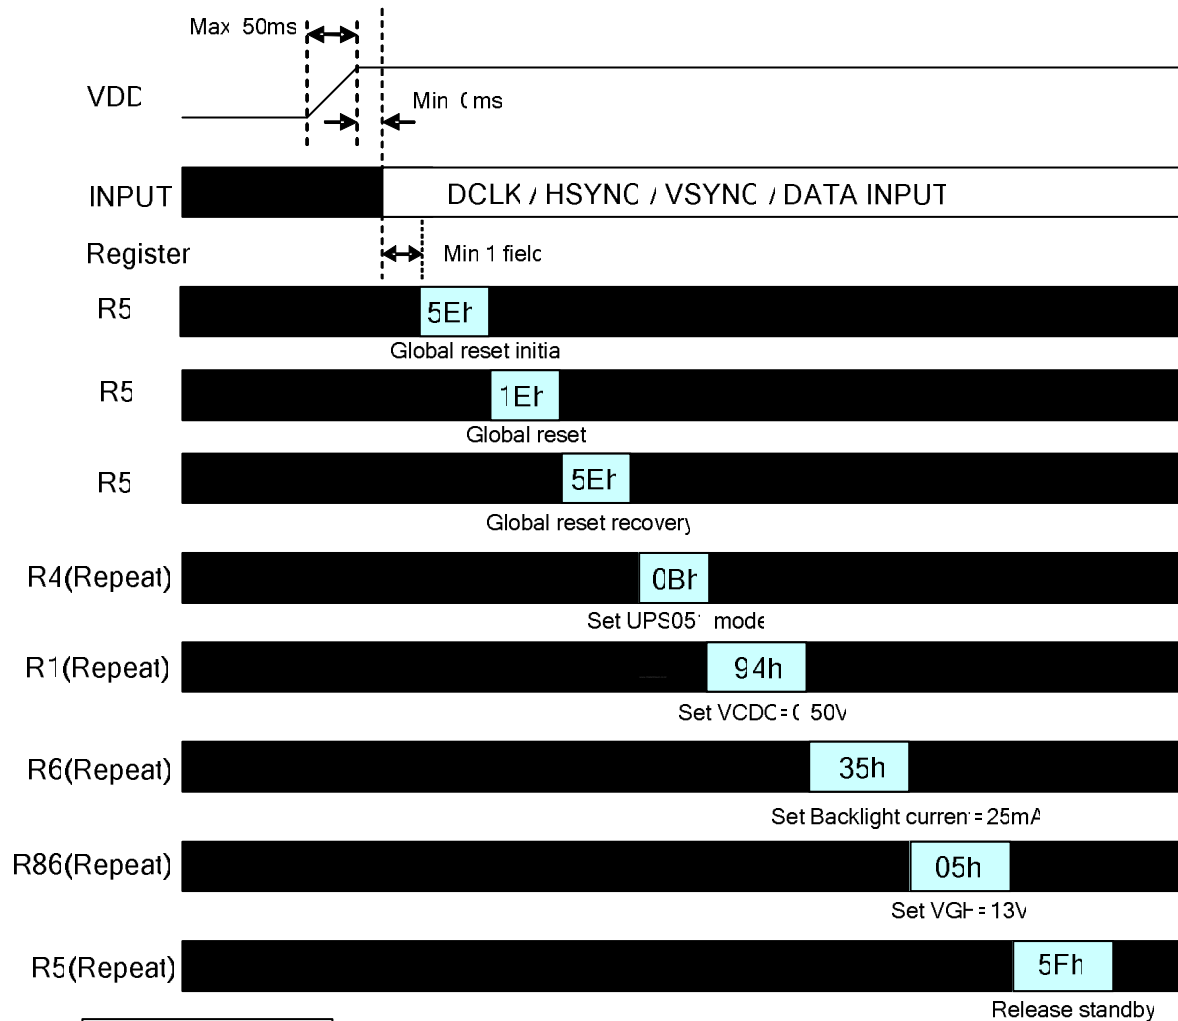 Max 50ms
VDD
Min 0ms
INPUT
DCLK / HSYNC / VSYNC / DATA INPUT
Register
Min 1 field
R5
5Eh
Global reset initial
R5
1Eh
Global reset
R5
5Eh
Global reset recovery
R4(Repeat)
0Bh
Set UPS051 mode
R1(Repeat)
94h
Set VCDC = 0.50V
R6(Repeat)
35h
Set Backlight current = 25mA
R86(Repeat)
05h
Set VGH = 13V
R5(Repeat)
5Fh
Release standby